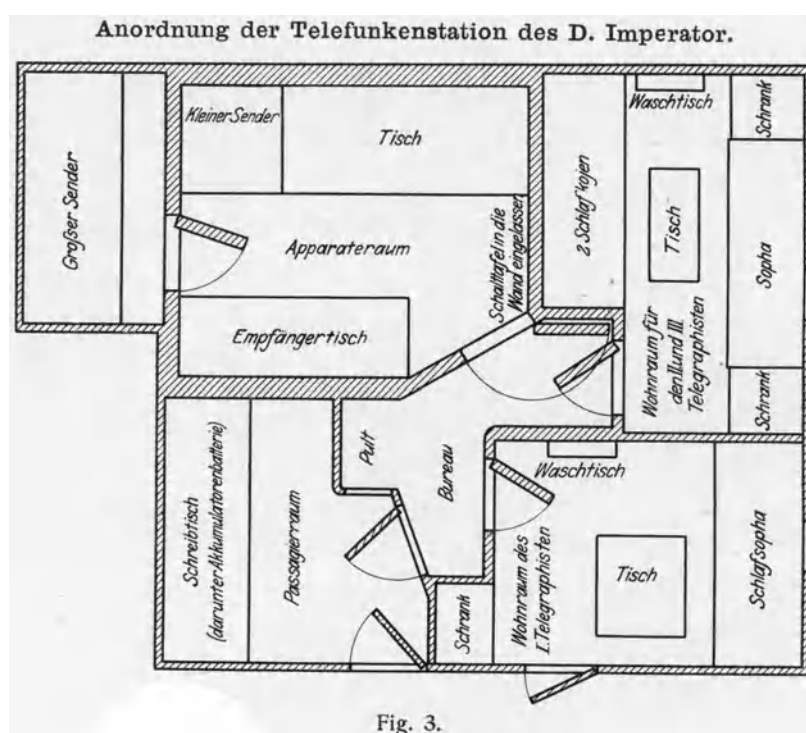 Anordnung der Telefunkenstation des D. Imperator.
Großer Sender
Kleiner Sender
Tisch
Apparateraum
Schalttafel in die
Wand eingelassen
Empfängertisch
2 Schlafkojen
Waschtisch
Schrank
Tisch
Sopha
Wohnraum für
den II. und III.
Telegraphisten
Schrank
Schreibtisch
(darunter Akkumulatorenbatterie)
Passagierraum
Pult
Bureau
Waschtisch
Wohnraum des
I. Telegraphisten
Tisch
Schlafsopha
Schrank
Fig. 3.